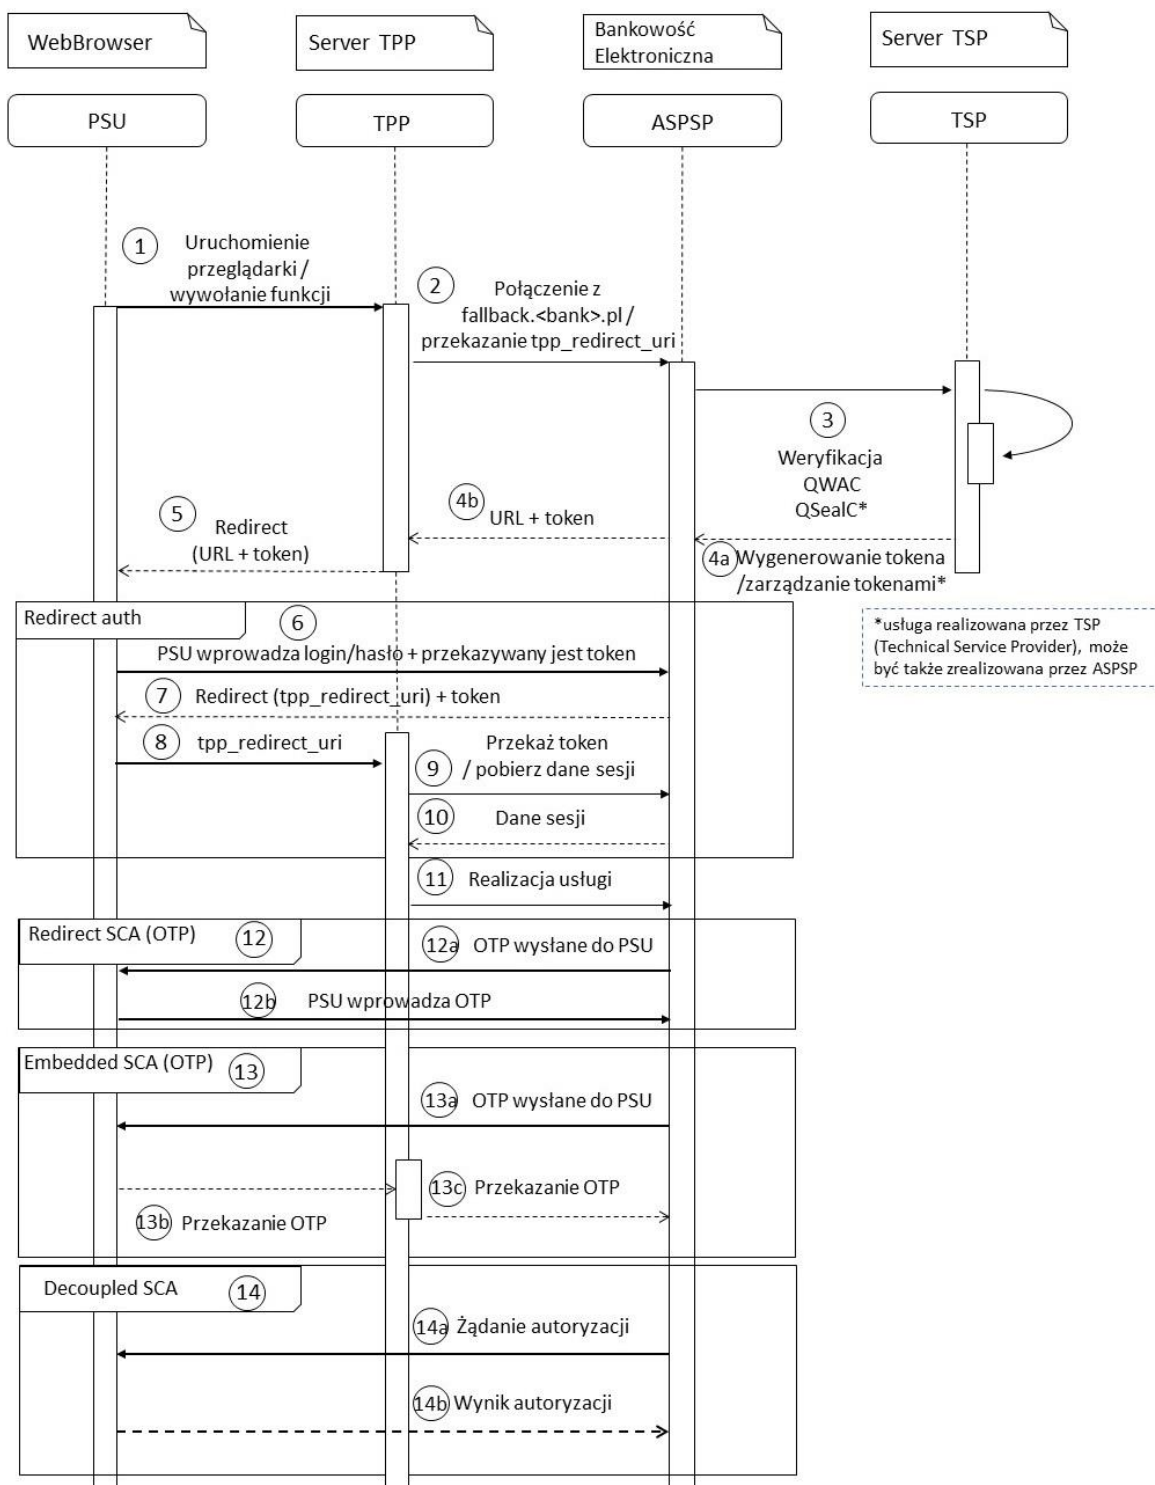 WebBrowser
Server TPP
Bankowość
Elektroniczna
Server TSP
PSU
TPP
ASPSP
TSP
1
Uruchomienie
przeglądarki /
wywołanie funkcji
2
Połączenie z
fallback.<bank>.pl /
przekazanie tpp_redirect_uri
3
Weryfikacja
QWAC
QSealC*
4b
URL + token
5
Redirect
(URL + token)
4a Wygenerowanie tokena
/zarządzanie tokenami*
Redirect auth
6
PSU wprowadza login/hasło + przekazywany jest token
*usługa realizowana przez TSP
(Technical Service Provider), może
być także zrealizowana przez ASPSP
7 Redirect (tpp_redirect_uri) + token
8 tpp_redirect_uri
9
Przekaż token
/ pobierz dane sesji
10 Dane sesji
11 Realizacja usługi
Redirect SCA (OTP) 12
12a OTP wysłane do PSU
12b PSU wprowadza OTP
Embedded SCA (OTP) 13
13a OTP wysłane do PSU
13c Przekazanie OTP
13b Przekazanie OTP
Decoupled SCA 14
14a Żądanie autoryzacji
14b Wynik autoryzacji